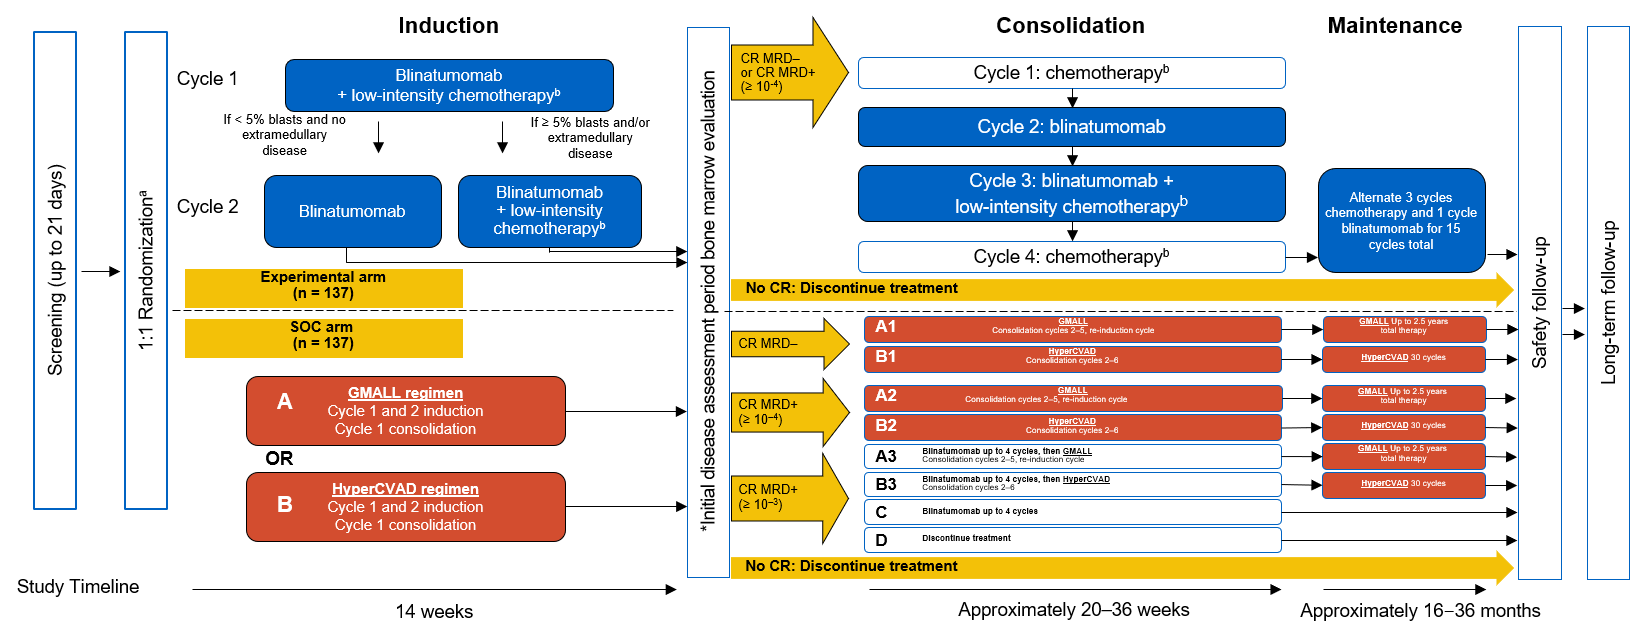 Induction
Consolidation
Maintenance
Screening (up to 21 days)
1:1 Randomizationᵃ
Cycle 1
Blinatumomab
+ low-intensity chemotherapyᵇ
If < 5% blasts and no
extramedullary
disease
If ≥ 5% blasts and/or
extramedullary
disease
Cycle 2
Blinatumomab
Blinatumomab
+ low-intensity
chemotherapyᵇ
Experimental arm
(n = 137)
SOC arm
(n = 137)
A
GMALL regimen
Cycle 1 and 2 induction
Cycle 1 consolidation
OR
B
HyperCVAD regimen
Cycle 1 and 2 induction
Cycle 1 consolidation
*Initial disease assessment period bone marrow evaluation
CR MRD–
or CR MRD+
(≥ 10⁻⁴)
Cycle 1: chemotherapyᵇ
Cycle 2: blinatumomab
Cycle 3: blinatumomab +
low-intensity chemotherapyᵇ
Cycle 4: chemotherapyᵇ
Alternate 3 cycles
chemotherapy and 1 cycle
blinatumomab for 15
cycles total
No CR: Discontinue treatment
CR MRD–
A1
GMALL
Consolidation cycles 2–5, re-induction cycle
GMALL Up to 2.5 years
total therapy
B1
HyperCVAD
Consolidation cycles 2–6
HyperCVAD 30 cycles
CR MRD+
(≥ 10⁻⁴)
A2
GMALL
Consolidation cycles 2–5, re-induction cycle
GMALL Up to 2.5 years
total therapy
B2
HyperCVAD
Consolidation cycles 2–6
HyperCVAD 30 cycles
CR MRD+
(≥ 10⁻³)
A3
Blinatumomab up to 4 cycles, then GMALL
Consolidation cycles 2–5, re-induction cycle
GMALL Up to 2.5 years
total therapy
B3
Blinatumomab up to 4 cycles, then HyperCVAD
Consolidation cycles 2–6
HyperCVAD 30 cycles
C
Blinatumomab up to 4 cycles
D
Discontinue treatment
No CR: Discontinue treatment
Safety follow-up
Long-term follow-up
Study Timeline
14 weeks
Approximately 20–36 weeks
Approximately 16–36 months